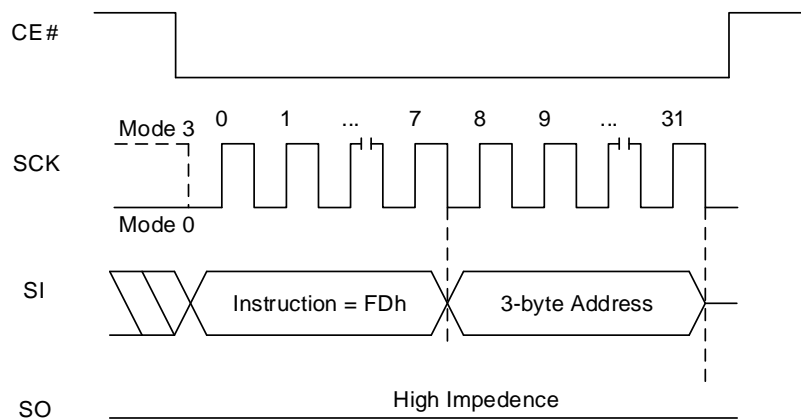 CE#
0 1 ... 7 8 9 ... 31
Mode 3
SCK
Mode 0
SI
Instruction = FDh
3-byte Address
High Impedence
SO